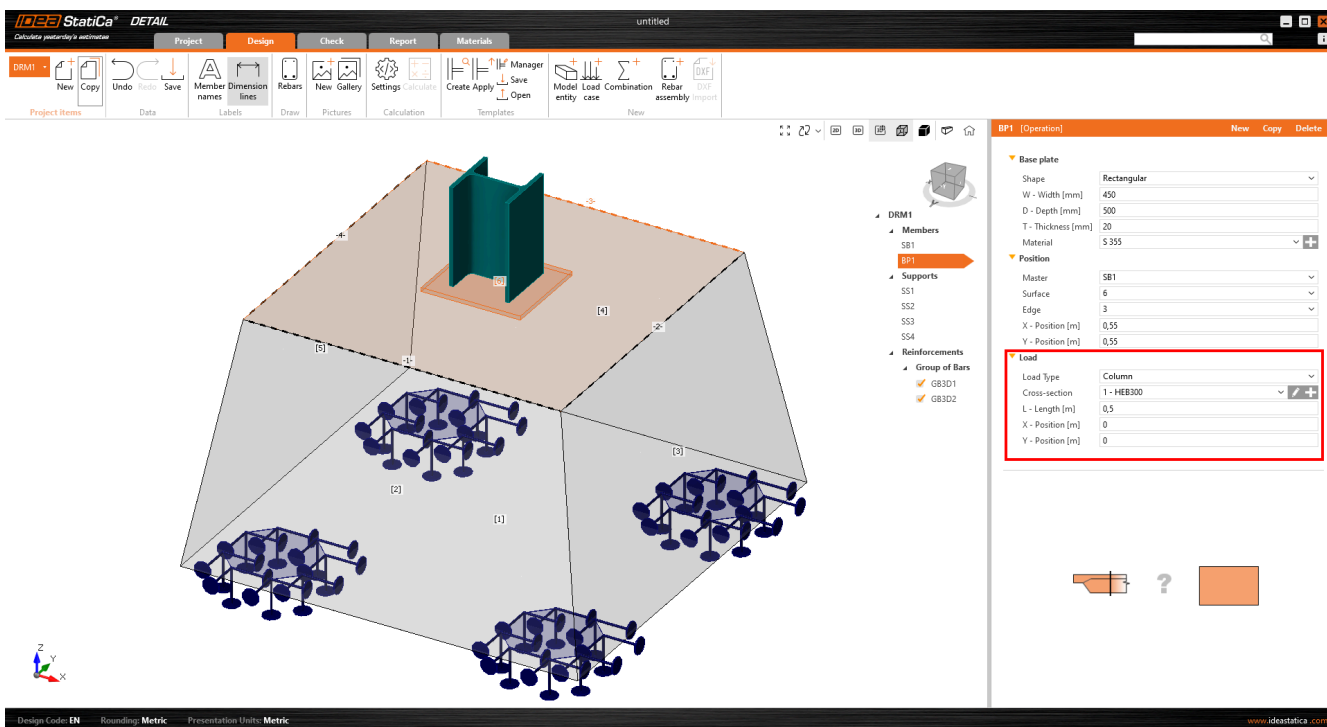 IDEA StatiCa® DETAIL
Calculate yesterday's estimates
untitled
Project Design Check Report Materials
DRM1
New Copy
Undo Redo Save
Member names
Dimension lines
Rebars
New Gallery
Settings Calculate
Create Apply
Manager
Save
Open
Model entity
Load case
Combination
Rebar assembly
DXF Import
DXF
Project Items Data Labels Draw Pictures Calculation Templates New
BP1 [Operation] New Copy Delete
Base plate
Shape Rectangular
W - Width [mm] 450
D - Depth [mm] 500
T - Thickness [mm] 20
Material S 355
Position
Master SB1
Surface 6
Edge 3
X - Position [m] 0,55
Y - Position [m] 0,55
Load
Load Type Column
Cross-section 1 - HEB300
L - Length [m] 0,5
X - Position [m] 0
Y - Position [m] 0
?
DRM1
Members
SB1
BP1
Supports
SS1
SS2
SS3
SS4
Reinforcements
Group of Bars
GB3D1
GB3D2
-3-
-4-
[6]
[4]
-2-
[5]
-1-
[3]
[2]
[1]
Z
Y
X
Design Code: EN Rounding: Metric Presentation Units: Metric
www.ideastatica.com